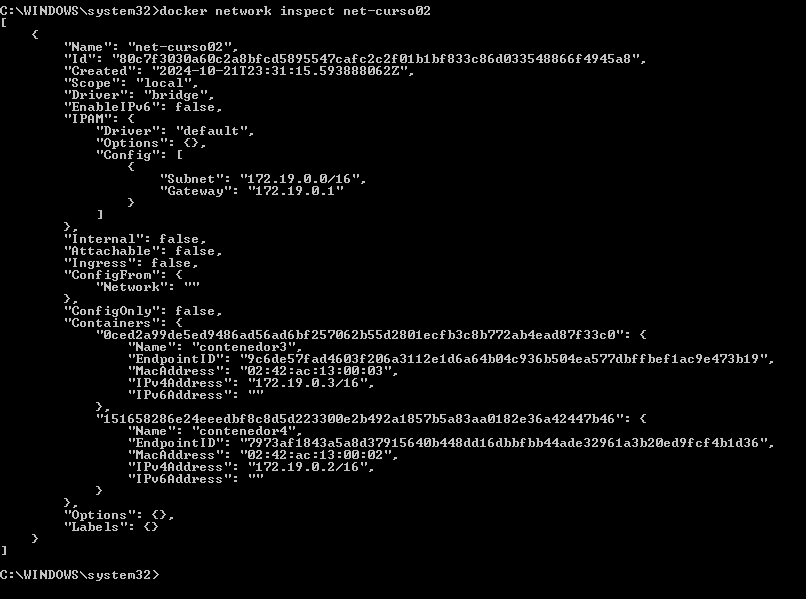 C:\WINDOWS\system32>docker network inspect net-curso02
[
    {
        "Name": "net-curso02",
        "Id": "80c7f3030a60c2a8bfcd5895547cafc2c2f01b1bf833c86d033548866f4945a8",
        "Created": "2024-10-21T23:31:15.593888062Z",
        "Scope": "local",
        "Driver": "bridge",
        "EnableIPv6": false,
        "IPAM": {
            "Driver": "default",
            "Options": {},
            "Config": [
                {
                    "Subnet": "172.19.0.0/16",
                    "Gateway": "172.19.0.1"
                }
            ]
        },
        "Internal": false,
        "Attachable": false,
        "Ingress": false,
        "ConfigFrom": {
            "Network": ""
        },
        "ConfigOnly": false,
        "Containers": {
            "0ced2a99de5ed9486ad56ad6bf257062b55d2801ecfb3c8b772ab4ead87f33c0": {
                "Name": "contenedor3",
                "EndpointID": "9c6de57fad4603f206a3112e1d6a64b04c936b504ea577dbffbef1ac9e473b19",
                "MacAddress": "02:42:ac:13:00:03",
                "IPv4Address": "172.19.0.3/16",
                "IPv6Address": ""
            },
            "151658286e24eeedbf8c8d5d223300e2b492a1857b5a83aa0182e36a42447b46": {
                "Name": "contenedor4",
                "EndpointID": "7973af1843a5a8d37915640b448dd16dbbfbb44ade32961a3b20ed9fcf4b1d36",
                "MacAddress": "02:42:ac:13:00:02",
                "IPv4Address": "172.19.0.2/16",
                "IPv6Address": ""
            }
        },
        "Options": {},
        "Labels": {}
    }
]
C:\WINDOWS\system32>